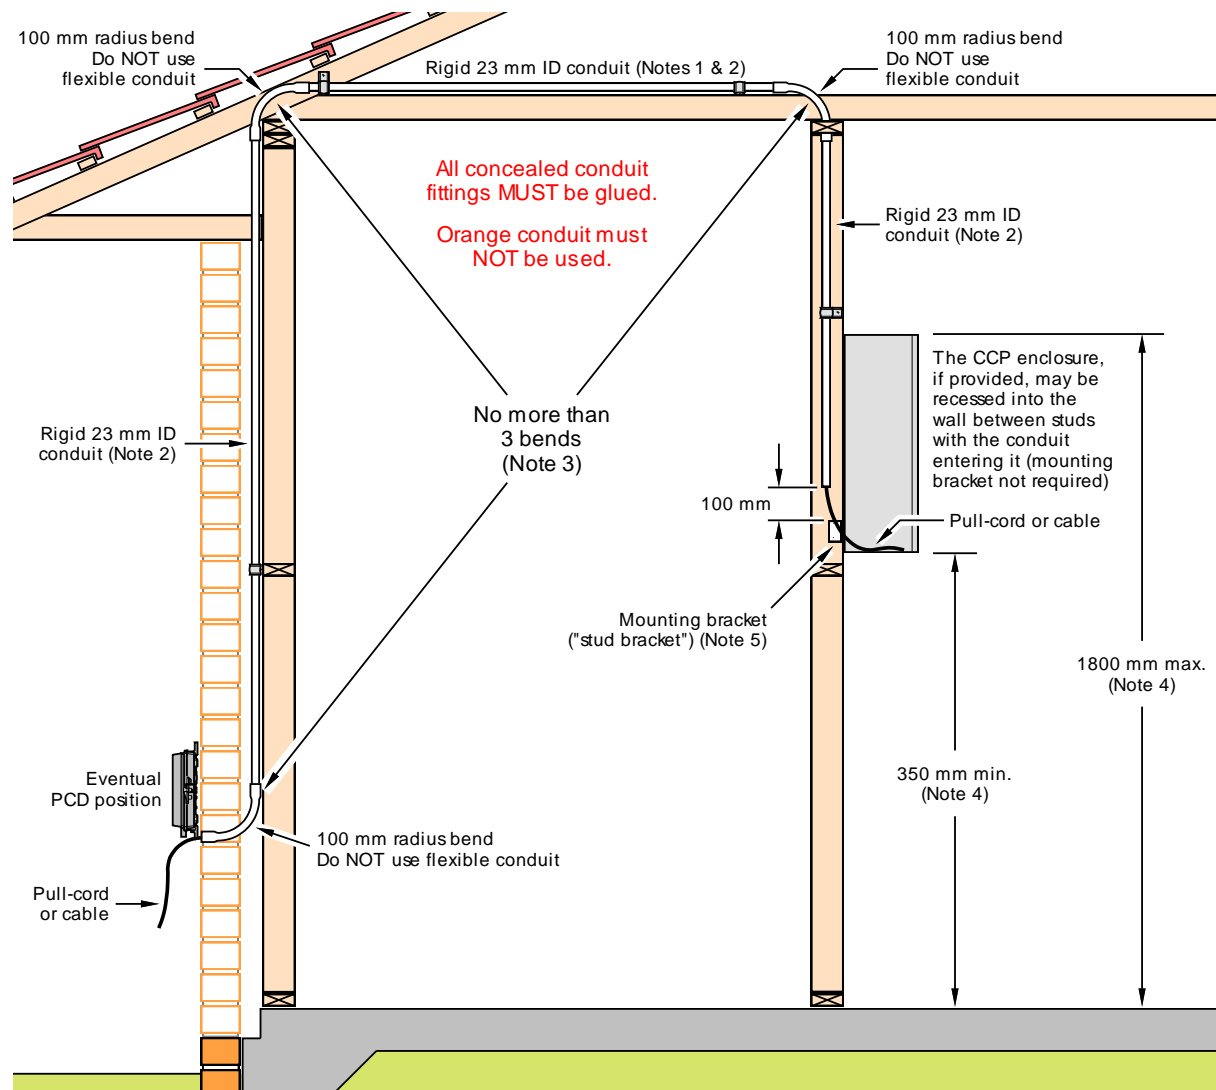 100 mm radius bend
Do NOT use
flexible conduit
Rigid 23 mm ID conduit (Notes 1 & 2)
100 mm radius bend
Do NOT use
flexible conduit
All concealed conduit
fittings MUST be glued.
Orange conduit must
NOT be used.
Rigid 23 mm ID
conduit (Note 2)
The CCP enclosure,
if provided, may be
recessed into the
wall between studs
with the conduit
entering it (mounting
bracket not required)
No more than
3 bends
(Note 3)
Rigid 23 mm ID
conduit (Note 2)
100 mm
Pull-cord or cable
Mounting bracket
("stud bracket") (Note 5)
1800 mm max.
(Note 4)
350 mm min.
(Note 4)
Eventual
PCD position
100 mm radius bend
Do NOT use flexible conduit
Pull-cord
or cable